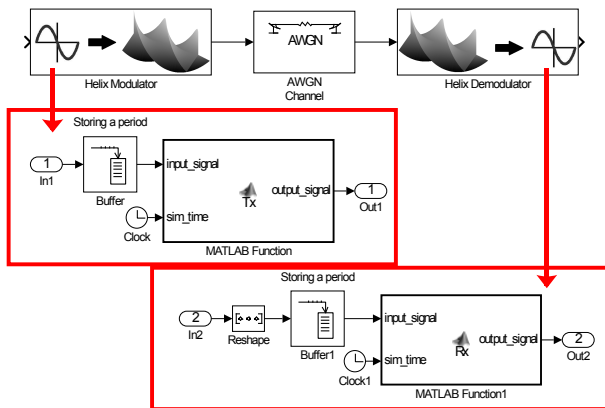 AWGN
Helix Modulator
AWGN
Channel
Helix Demodulator
Storing a period
1
In1
Buffer
input_signal
Tx
output_signal
1
Out1
Clock
sim_time
MATLAB Function
Storing a period
2
In2
Reshape
Buffer1
input_signal
Rx
output_signal
2
Out2
Clock1
sim_time
MATLAB Function1